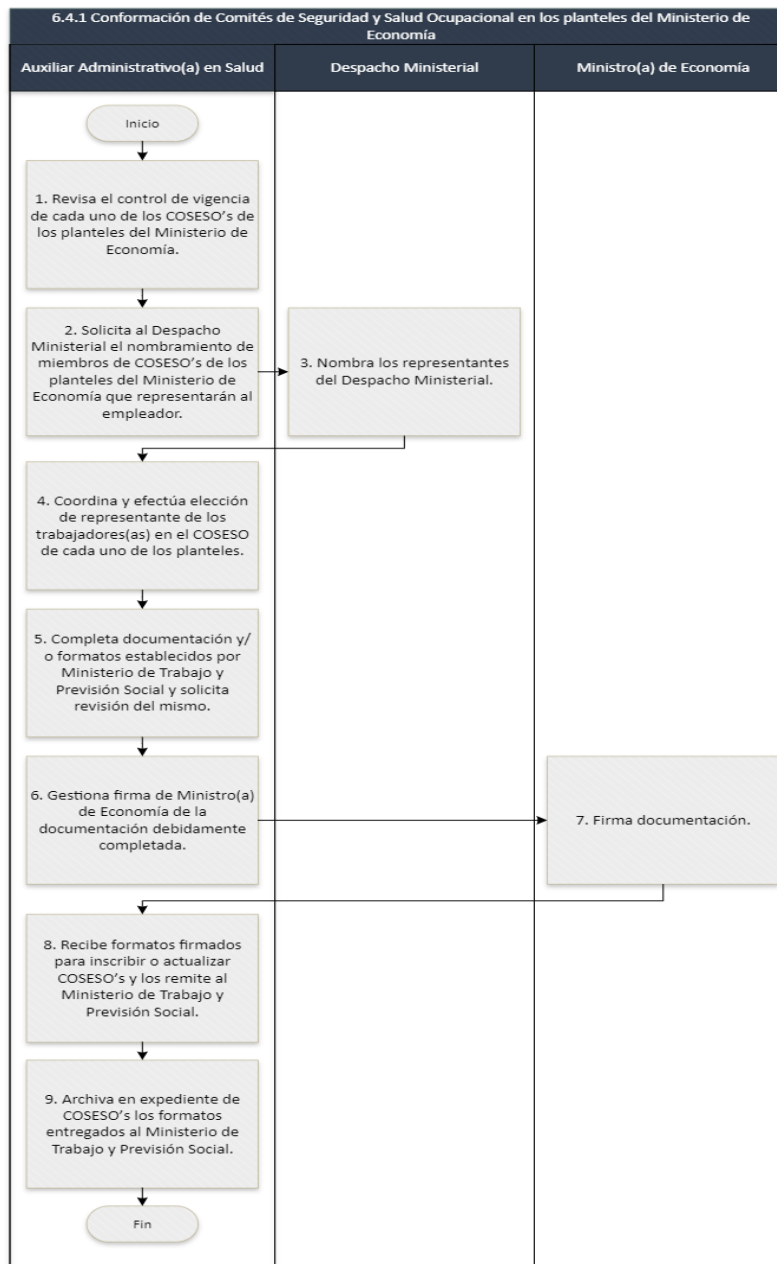 6.4.1 Conformación de Comités de Seguridad y Salud Ocupacional en los planteles del Ministerio de
Economía
Auxiliar Administrativo(a) en Salud
Despacho Ministerial
Ministro(a) de Economía
Inicio
1. Revisa el control de vigencia
de cada uno de los COSESO’s de
los planteles del Ministerio de
Economía.
2. Solicita al Despacho
Ministerial el nombramiento de
miembros de COSESO’s de los
planteles del Ministerio de
Economía que representarán al
empleador.
3. Nombra los representantes
del Despacho Ministerial.
4. Coordina y efectúa elección
de representante de los
trabajadores(as) en el COSESO
de cada uno de los planteles.
5. Completa documentación y/
o formatos establecidos por
Ministerio de Trabajo y
Previsión Social y solicita
revisión del mismo.
6. Gestiona firma de Ministro(a)
de Economía de la
documentación debidamente
completada.
7. Firma documentación.
8. Recibe formatos firmados
para inscribir o actualizar
COSESO’s y los remite al
Ministerio de Trabajo y
Previsión Social.
9. Archiva en expediente de
COSESO’s los formatos
entregados al Ministerio de
Trabajo y Previsión Social.
Fin